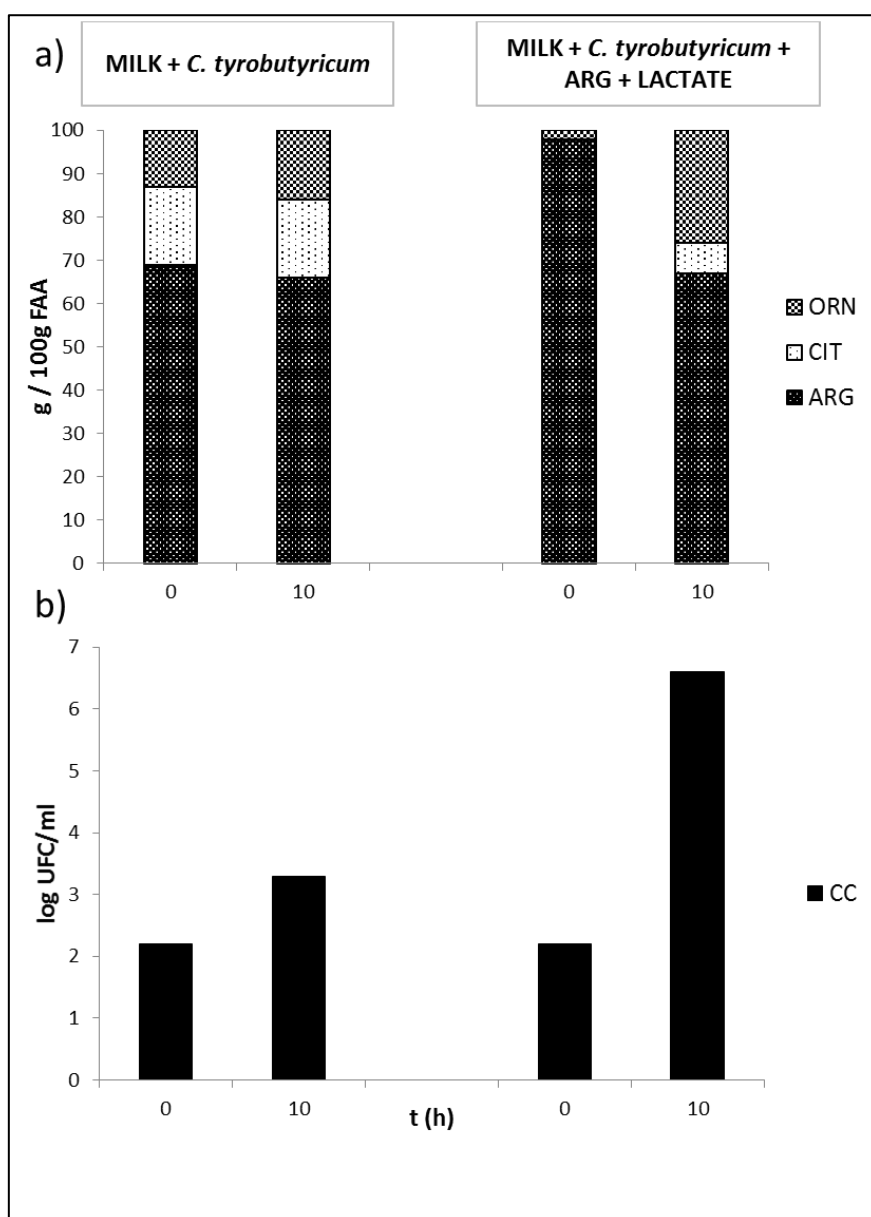 a)
MILK + C. tyrobutyricum
MILK + C. tyrobutyricum +
ARG + LACTATE
g / 100g FAA
100
90
80
70
60
50
40
30
20
10
0
0
10
0
10
ORN
CIT
ARG
b)
log UFC/ml
7
6
5
4
3
2
1
0
0
10
0
10
t (h)
CC